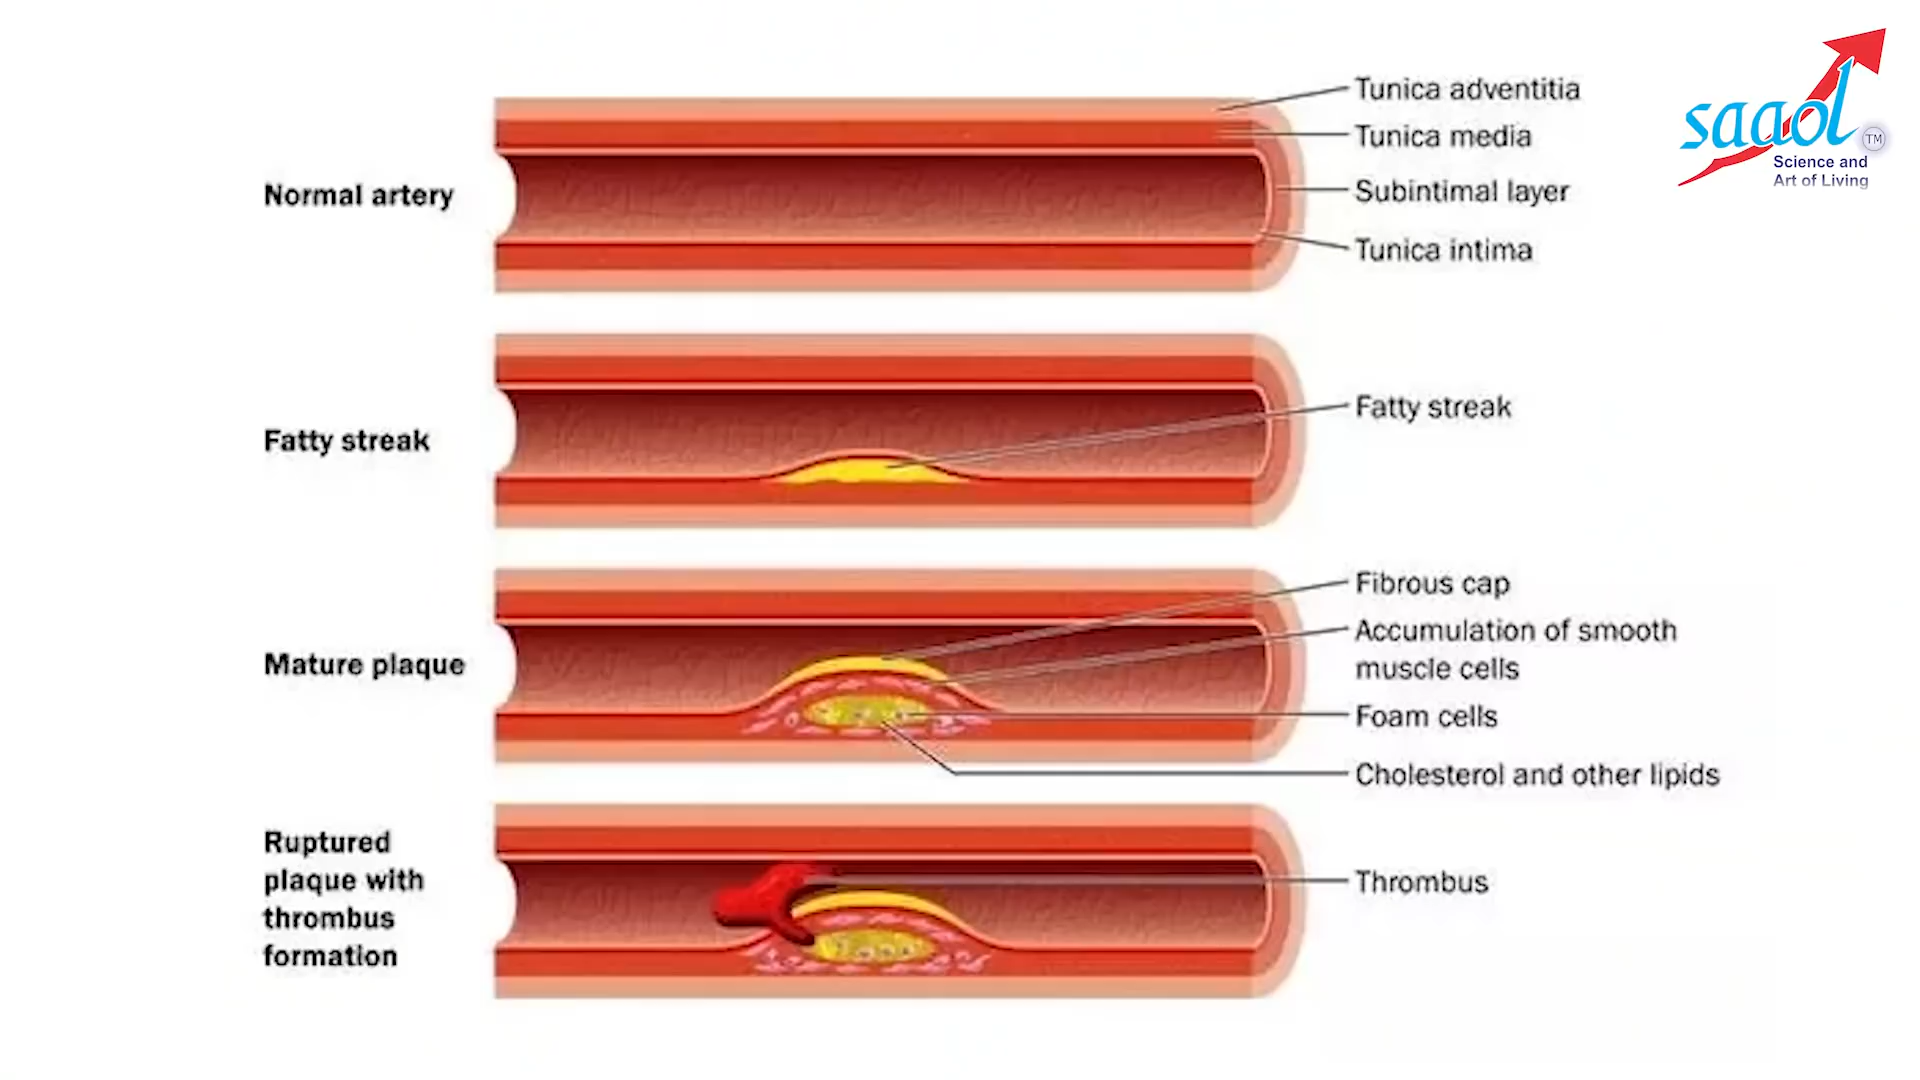 Tunica adventitia
Tunica media
Normal artery
Subintimal layer
Tunica intima
saaol TM
Science and
Art of Living
Fatty streak
Fatty streak
Fibrous cap
Accumulation of smooth
muscle cells
Mature plaque
Foam cells
Cholesterol and other lipids
Ruptured
plaque with
thrombus
formation
Thrombus